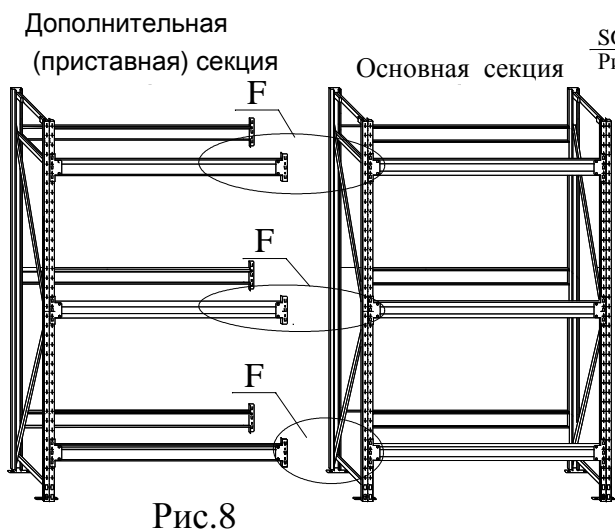 Дополнительная
(приставная) секция
Основная секция
F
F
F
Рис.8